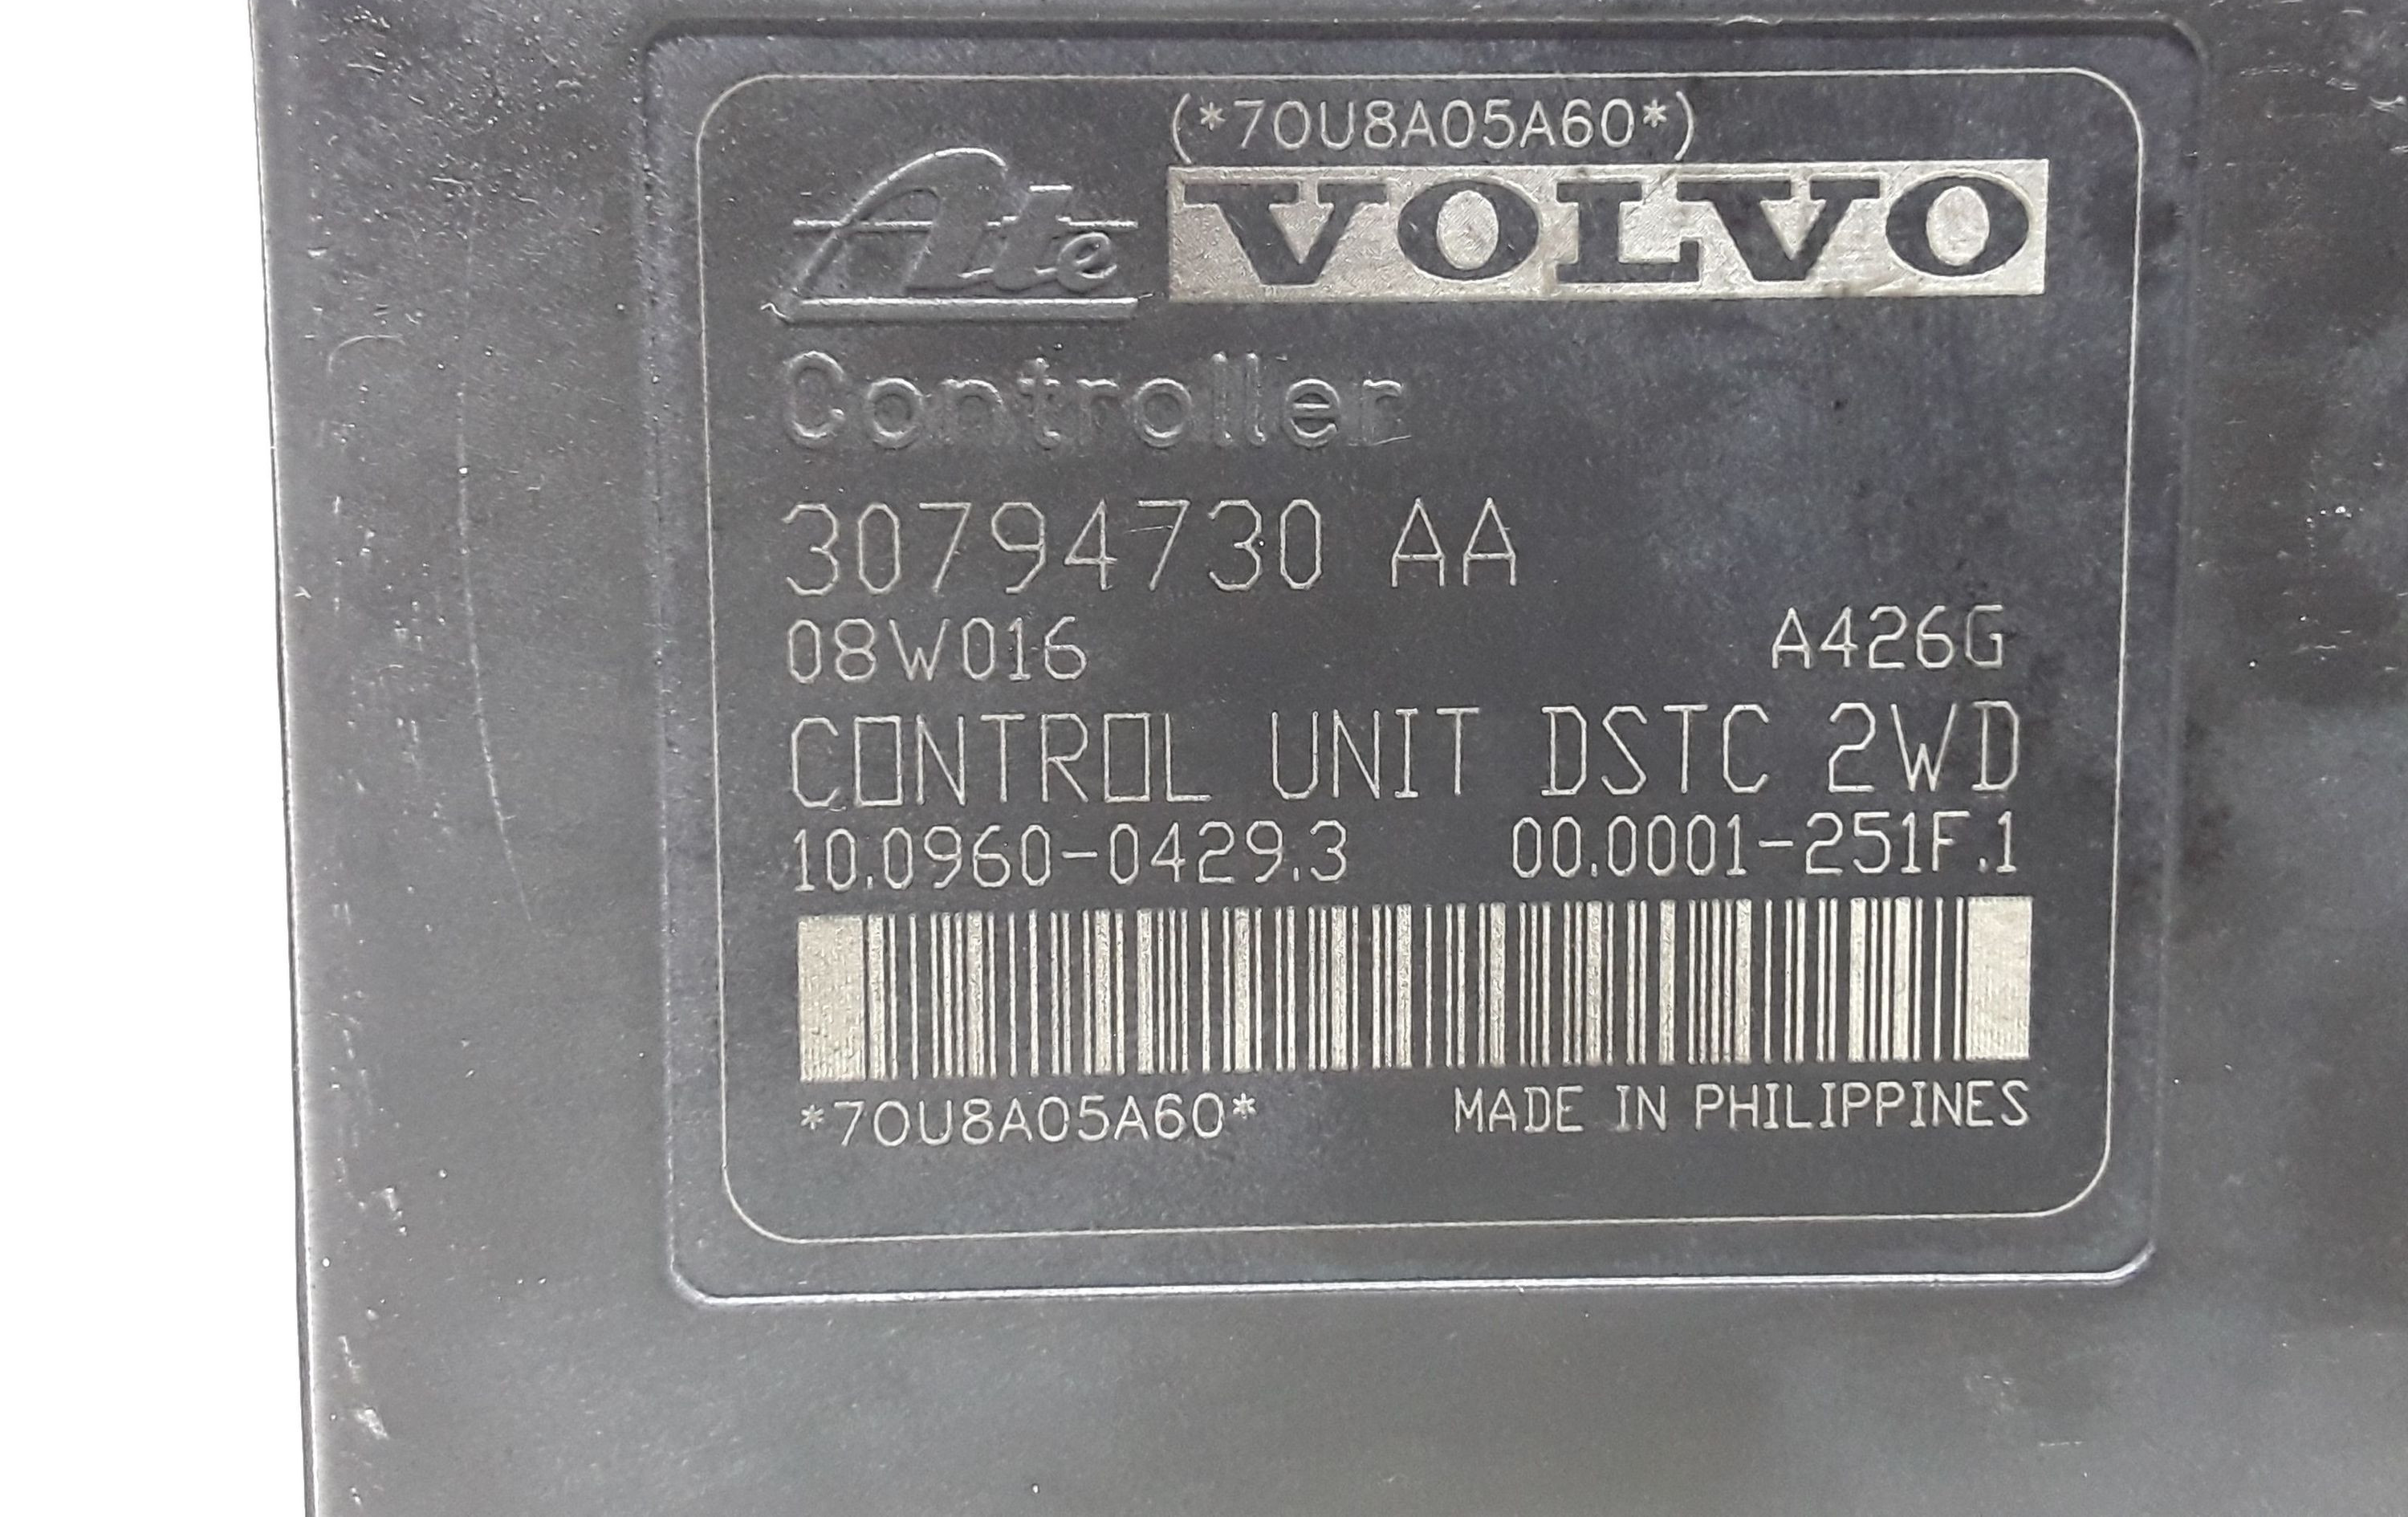 (*70U8A05A60*)
Ate VOLVO
Controller
30794730 AA
08W016 A426G
CONTROL UNIT DSTC 2WD
10.0960-0429.3 00.0001-251F.1
*70U8A05A60* MADE IN PHILIPPINES